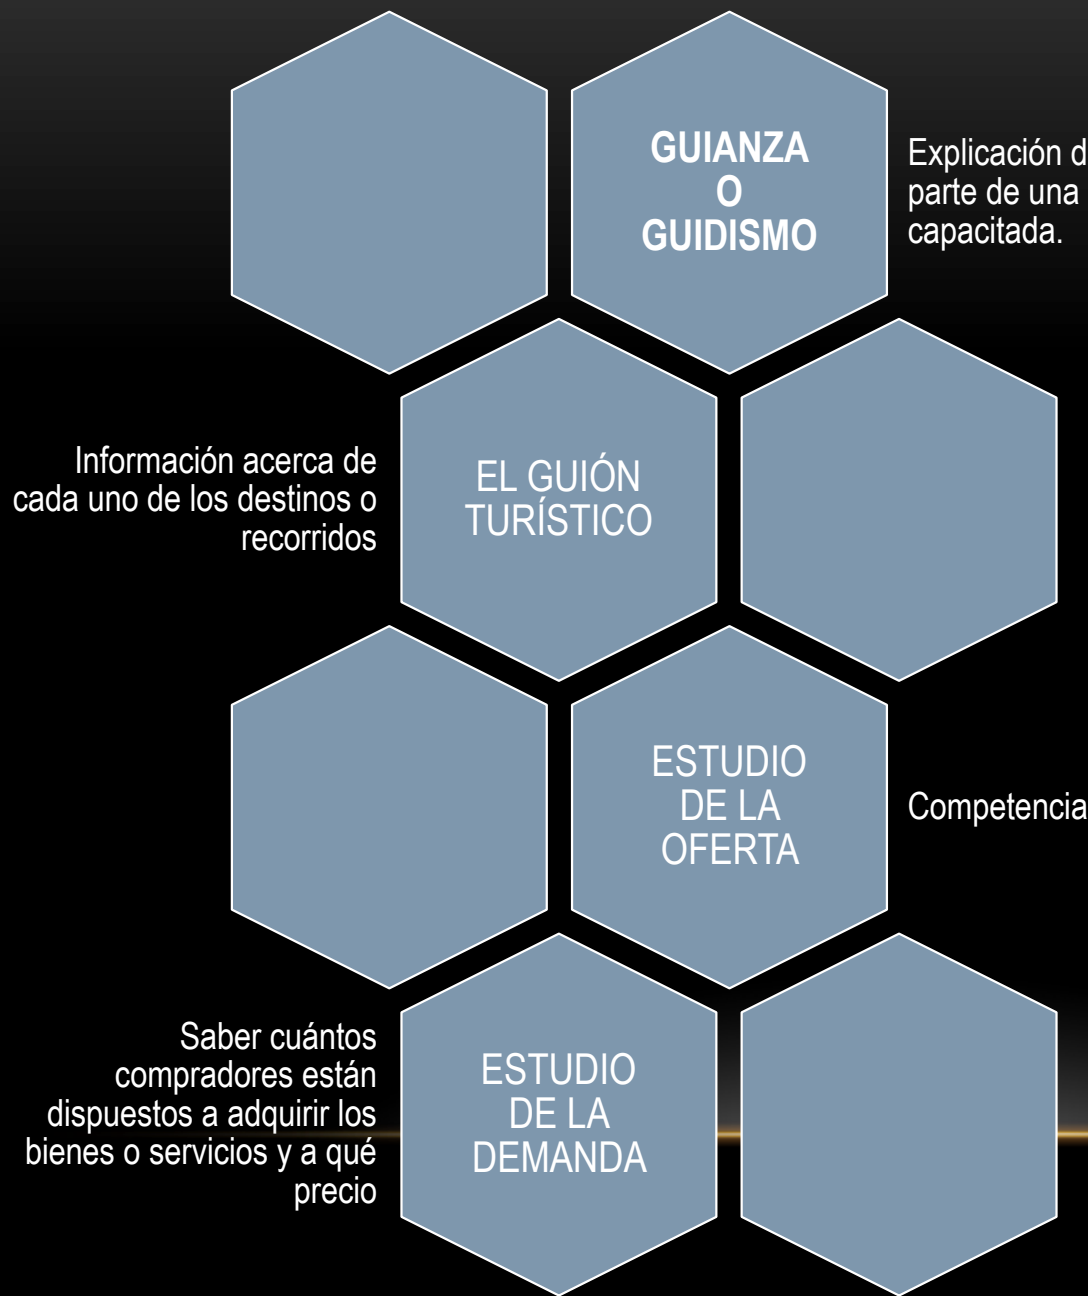 GUIANZA
O
GUIDISMO
Explicación d
parte de una
capacitada.
Información acerca de
cada uno de los destinos o
recorridos
EL GUIÓN
TURÍSTICO
ESTUDIO
DE LA
OFERTA
Competencia
Saber cuántos
compradores están
dispuestos a adquirir los
bienes o servicios y a qué
precio
ESTUDIO
DE LA
DEMANDA